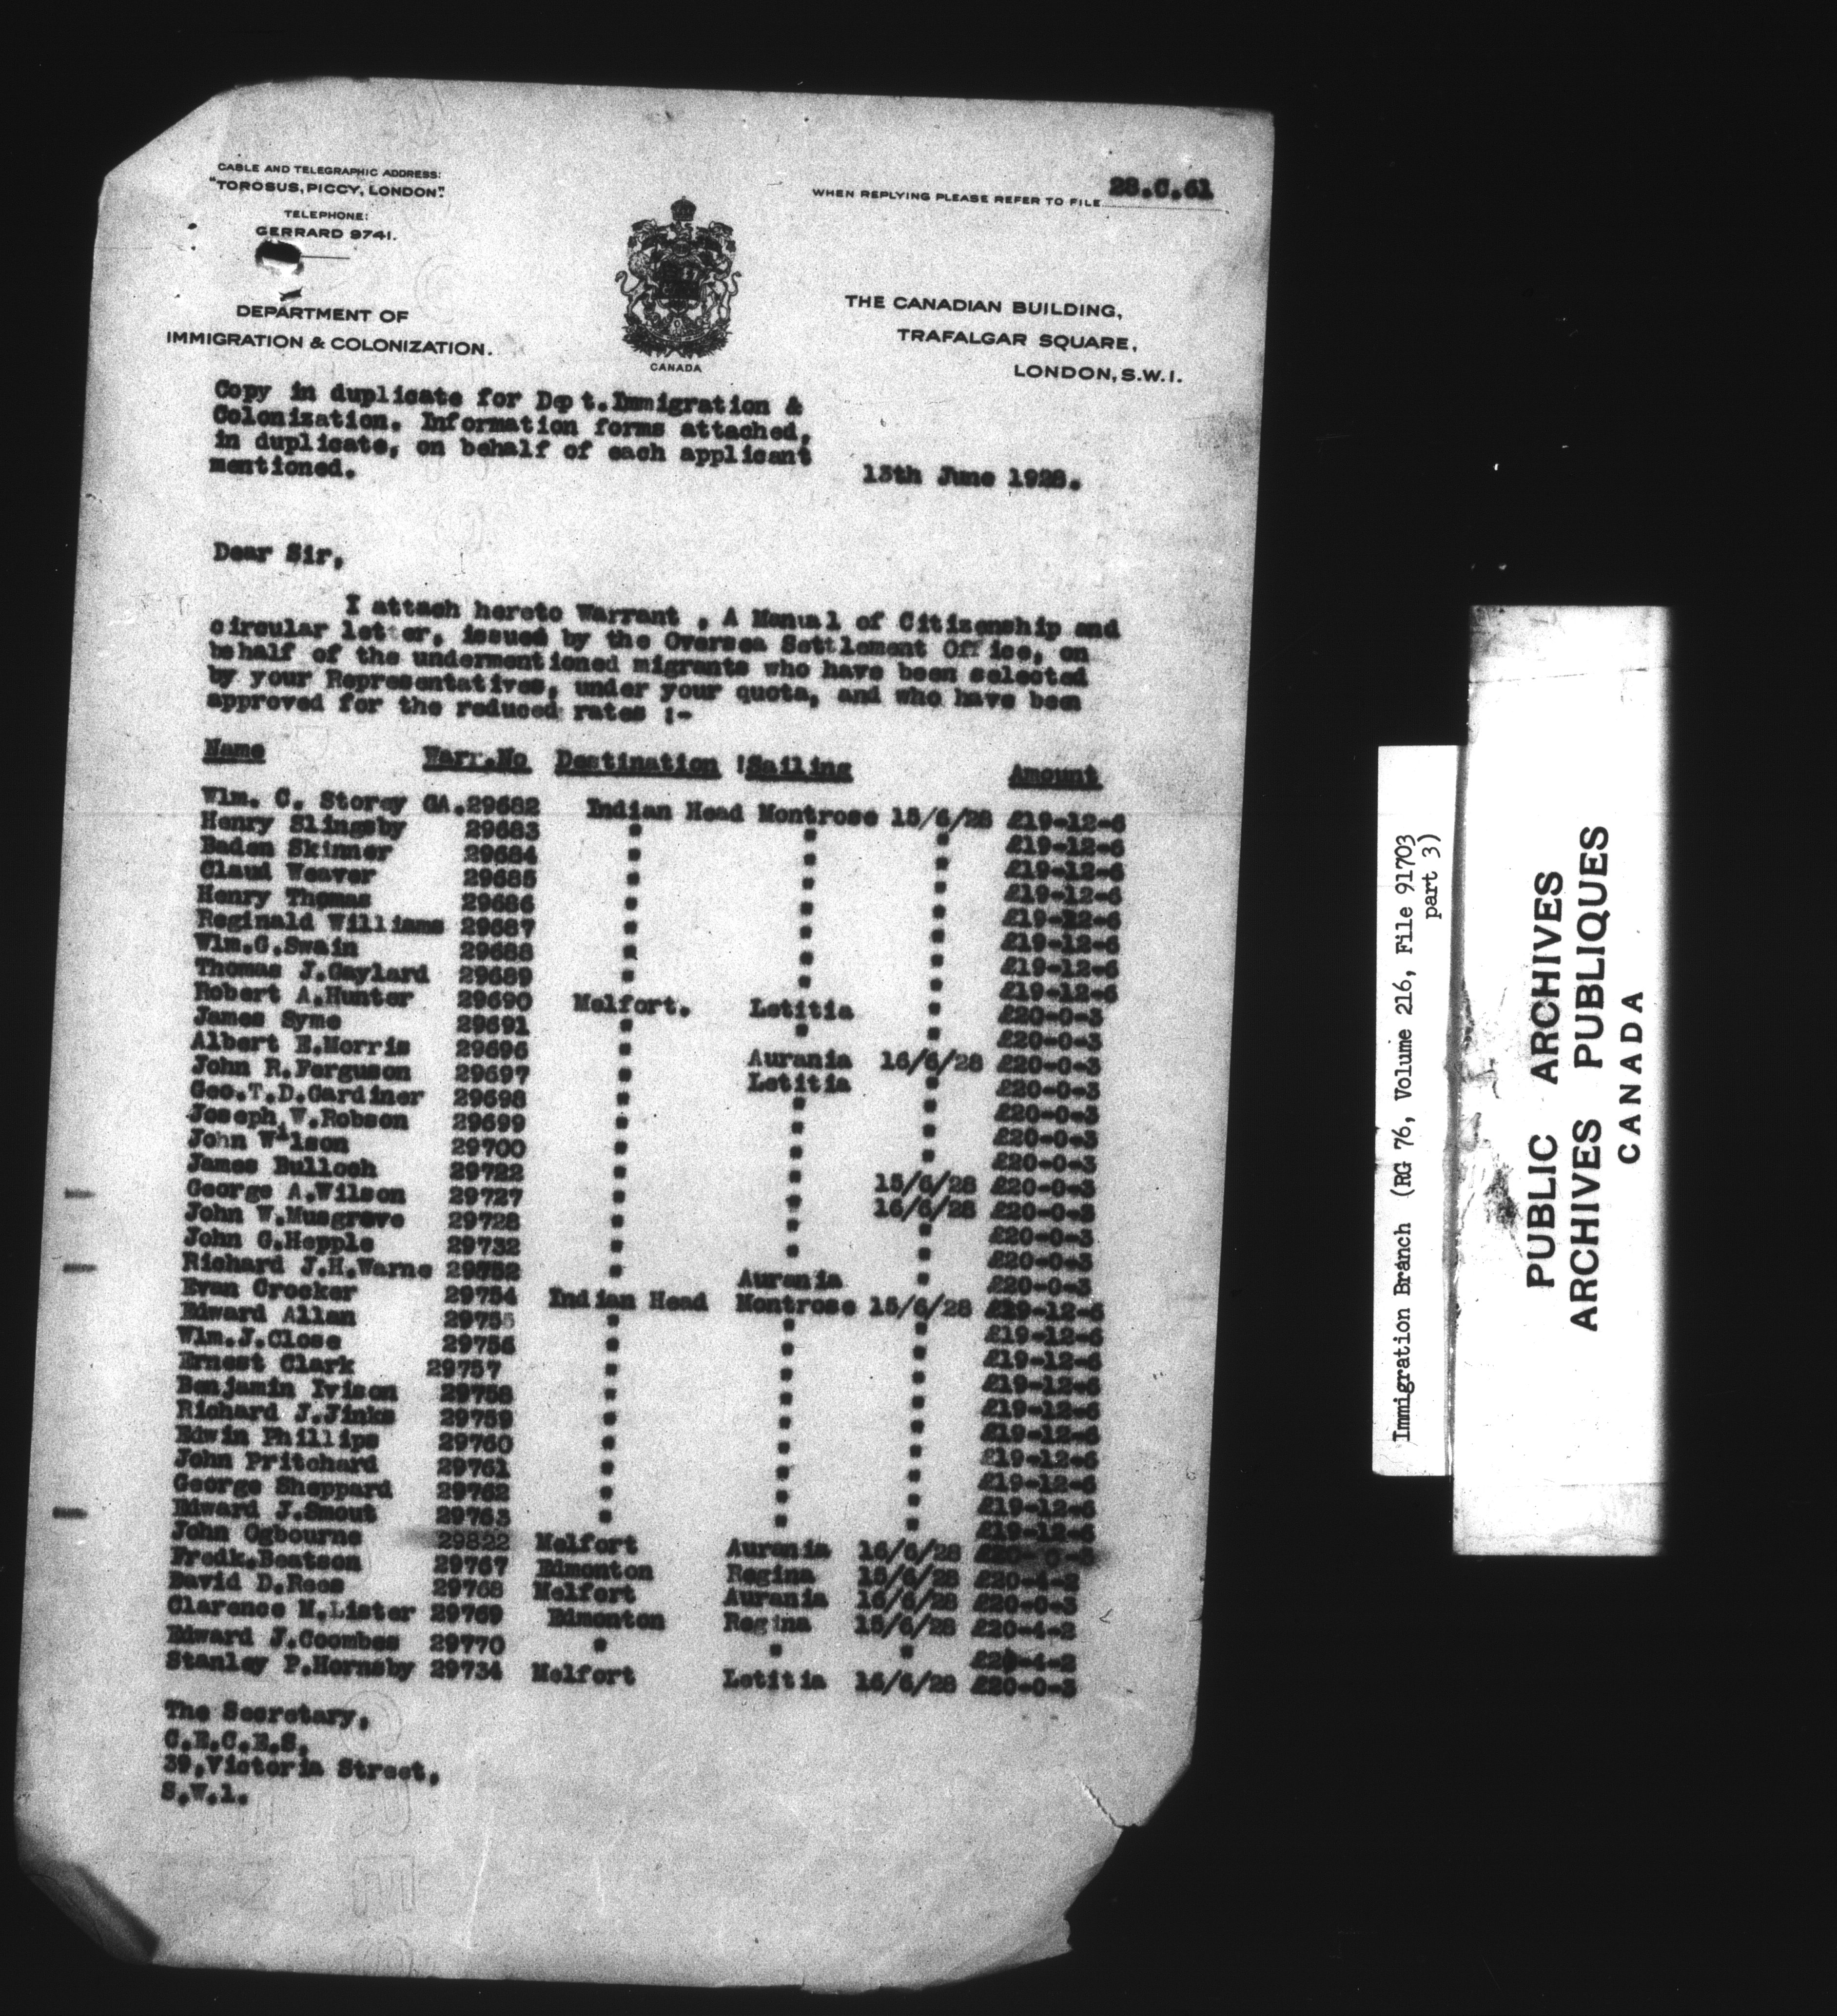 CABLE AND TELEGRAPHIC ADDRESS:
"TOROSUS, PICCY, LONDON".
TELEPHONE:
GERRARD 9741.
WHEN REPLYING PLEASE REFER TO FILE 28.C.61
DEPARTMENT OF
IMMIGRATION & COLONIZATION.
CANADA
THE CANADIAN BUILDING,
TRAFALGAR SQUARE,
LONDON, S.W.1.
Copy in duplicate for Dept.Immigration &
Colonization. Information forms attached,
in duplicate, on behalf of each applicant
mentioned.
13th June 1928.
Dear Sir,
I attach hereto Warrant , A Manual of Citizenship and
circular letter, issued by the Oversea Settlement Office, on
behalf of the undermentioned migrants who have been selected
by your Representatives, under your quota, and who have been
approved for the reduced rates :-
Name Warr.No Destination !Sailing Amount
Wlm. C. Storey GA.29682 Indian Head Montrose 15/6/28 £19-12-6
Henry Slingsby 29683 " " " £19-12-6
Baden Skinner 29684 " " " £19-12-6
Claud Weaver 29685 " " " £19-12-6
Henry Thomas 29686 " " " £19-12-6
Reginald Williams 29687 " " " £19-12-6
Wlm.G.Swain 29688 " " " £19-12-6
Thomas J.Gaylard 29689 " " " £19-12-6
Robert A.Hunter 29690 Melfort. Letitia " £20-0-3
James Syme 29691 " " " £20-0-3
Albert E.Morris 29696 " Aurania 16/6/28 £20-0-3
John R.Ferguson 29697 " Letitia " £20-0-3
Geo.T.D.Gardiner 29698 " " " £20-0-3
Joseph W.Robson 29699 " " " £20-0-3
John Wilson 29700 " " " £20-0-3
James Bulloch 29722 " " 15/6/28 £20-0-3
George A.Wilson 29727 " " 16/6/28 £20-0-3
John W.Musgrove 29728 " " " £20-0-3
John G.Hepple 29732 " " " £20-0-3
Richard J.H.Warne 29752 " Aurania " £20-0-3
Evan Crocker 29754 Indian Head Montrose 15/6/28 £19-12-6
Edward Allan 29755 " " " £19-12-6
Wlm.J.Close 29756 " " " £19-12-6
Ernest Clark 29757 " " " £19-12-6
Benjamin Ivison 29758 " " " £19-12-6
Richard J.Jinks 29759 " " " £19-12-6
Edwin Phillips 29760 " " " £19-12-6
John Pritchard 29761 " " " £19-12-6
George Sheppard 29762 " " " £19-12-6
Edward J.Smout 29763 " " " £19-12-6
John Ogbourne 29822 Melfort Aurania 16/6/28 £20-0-3
Fredk.Beatson 29767 Edmonton Regina 15/6/28 £20-4-2
David D.Rees 29768 Melfort Aurania 16/6/28 £20-0-3
Clarence M.Lister 29769 Edmonton Regina 15/6/28 £20-4-2
Edward J.Coombes 29770 " " " £20-4-2
Stanley P.Hornsby 29734 Melfort Letitia 16/6/28 £20-0-3
The Secretary,
C.E.C.E.S.
39,Victoria Street,
S.W.1.
Immigration Branch (RG 76, Volume 216, File 91703
part 3)
PUBLIC ARCHIVES
ARCHIVES PUBLIQUES
CANADA